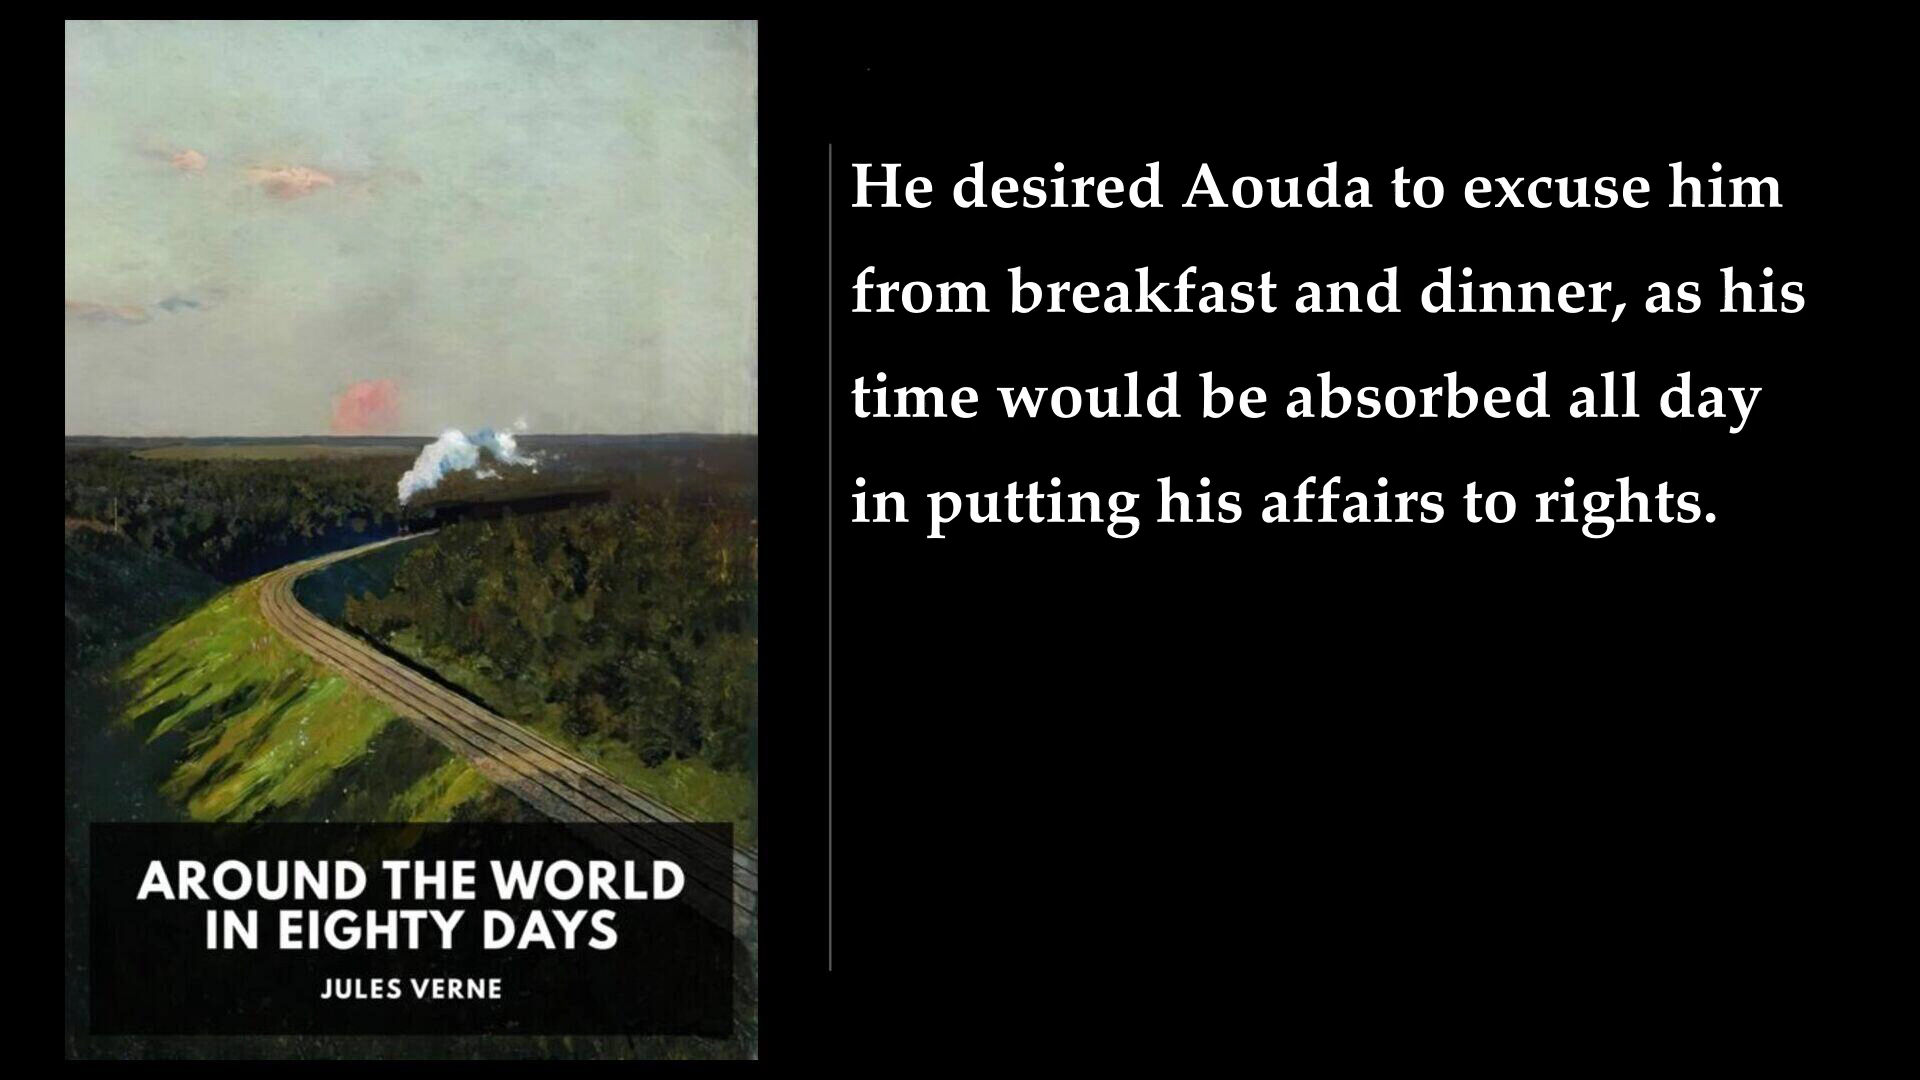 He desired Aouda to excuse him
from breakfast and dinner, as his
time would be absorbed all day
in putting his affairs to rights.
AROUND THE WORLD
IN EIGHTY DAYS
JULES VERNE